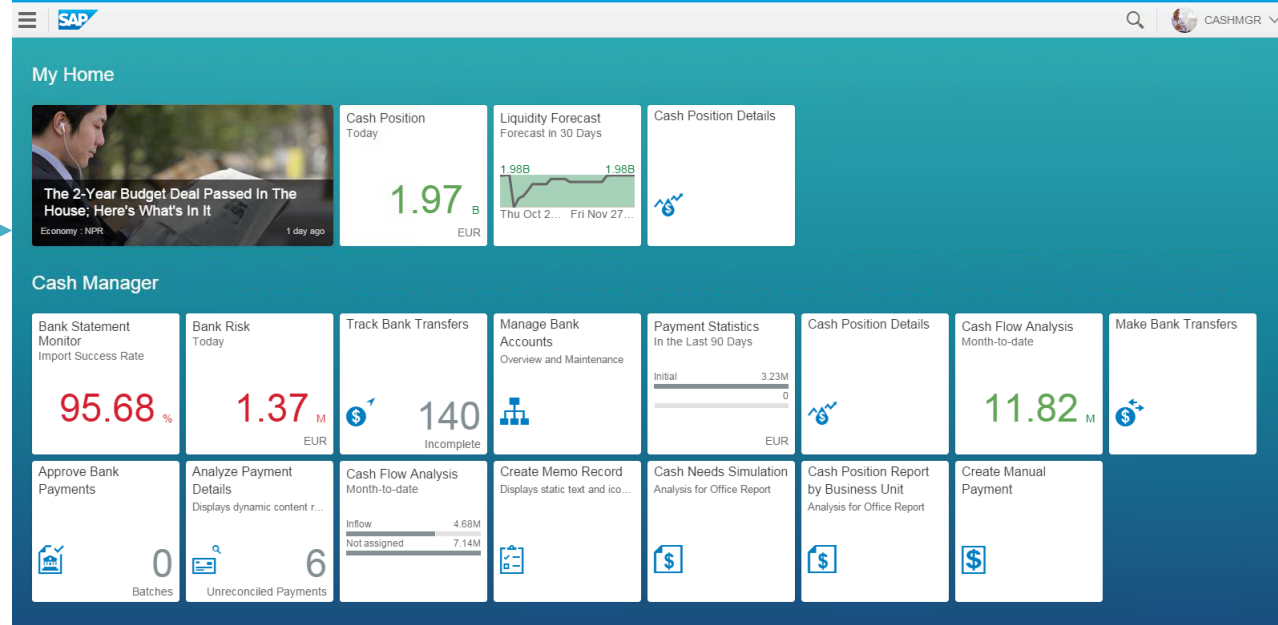 SAP
CASHMGR
My Home
The 2-Year Budget Deal Passed In The
House; Here's What's In It
Economy : NPR
1 day ago
Cash Position
Today
1.97 B
EUR
Liquidity Forecast
Forecast in 30 Days
1.98B 1.98B
Thu Oct 2... Fri Nov 27...
Cash Position Details
Cash Manager
Bank Statement
Monitor
Import Success Rate
95.68 %
Bank Risk
Today
1.37 M
EUR
Track Bank Transfers
140
Incomplete
Manage Bank
Accounts
Overview and Maintenance
Payment Statistics
In the Last 90 Days
Initial 3.23M
0
EUR
Cash Position Details
Cash Flow Analysis
Month-to-date
11.82 M
Make Bank Transfers
Approve Bank
Payments
0
Batches
Analyze Payment
Details
Displays dynamic content r...
6
Unreconciled Payments
Cash Flow Analysis
Month-to-date
Inflow 4.68M
Not assigned 7.14M
Create Memo Record
Displays static text and ico...
Cash Needs Simulation
Analysis for Office Report
Cash Position Report
by Business Unit
Analysis for Office Report
Create Manual
Payment